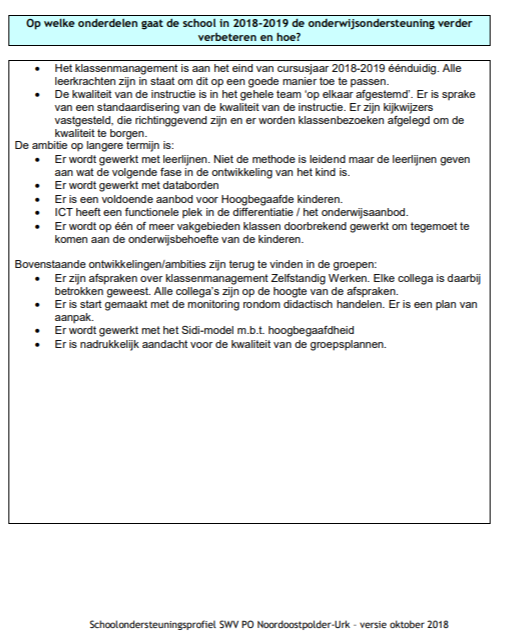 Op welke onderdelen gaat de school in 2018-2019 de onderwijsondersteuning verder
verbeteren en hoe?
• Het klassenmanagement is aan het eind van cursusjaar 2018-2019 éénduidig. Alle
leerkrachten zijn in staat om dit op een goede manier toe te passen.
• De kwaliteit van de instructie is in het gehele team ‘op elkaar afgestemd’. Er is sprake
van een standaardisering van de kwaliteit van de instructie. Er zijn kijkwijzers
vastgesteld, die richtinggevend zijn en er worden klassenbezoeken afgelegd om de
kwaliteit te borgen.
De ambitie op langere termijn is:
• Er wordt gewerkt met leerlijnen. Niet de methode is leidend maar de leerlijnen geven
aan wat de volgende fase in de ontwikkeling van het kind is.
• Er wordt gewerkt met databorden
• Er is een voldoende aanbod voor Hoogbegaafde kinderen.
• ICT heeft een functionele plek in de differentiatie / het onderwijsaanbod.
• Er wordt op één of meer vakgebieden klassen doorbrekend gewerkt om tegemoet te
komen aan de onderwijsbehoefte van de kinderen.
Bovenstaande ontwikkelingen/ambities zijn terug te vinden in de groepen:
• Er zijn afspraken over klassenmanagement Zelfstandig Werken. Elke collega is daarbij
betrokken geweest. Alle collega’s zijn op de hoogte van de afspraken.
• Er is start gemaakt met de monitoring rondom didactisch handelen. Er is een plan van
aanpak.
• Er wordt gewerkt met het Sidi-model m.b.t. hoogbegaafdheid
• Er is nadrukkelijk aandacht voor de kwaliteit van de groepsplannen.
Schoolondersteuningsprofiel SWV PO Noordoostpolder-Urk – versie oktober 2018